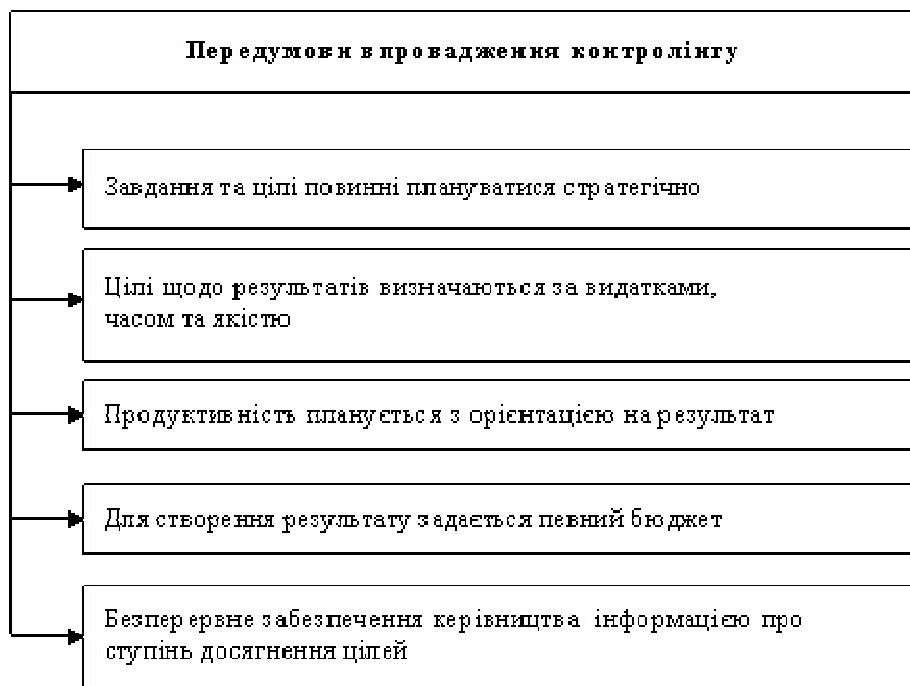 Передумови впровадження контролінгу
Завдання та цілі повинні плануватися стратегічно
Цілі щодо результатів визначаються за видатками,
часом та якістю
Продуктивність планується з орієнтацією на результат
Для створення результату задається певний бюджет
Безперервне забезпечення керівництва інформацією про
ступінь досягнення цілей